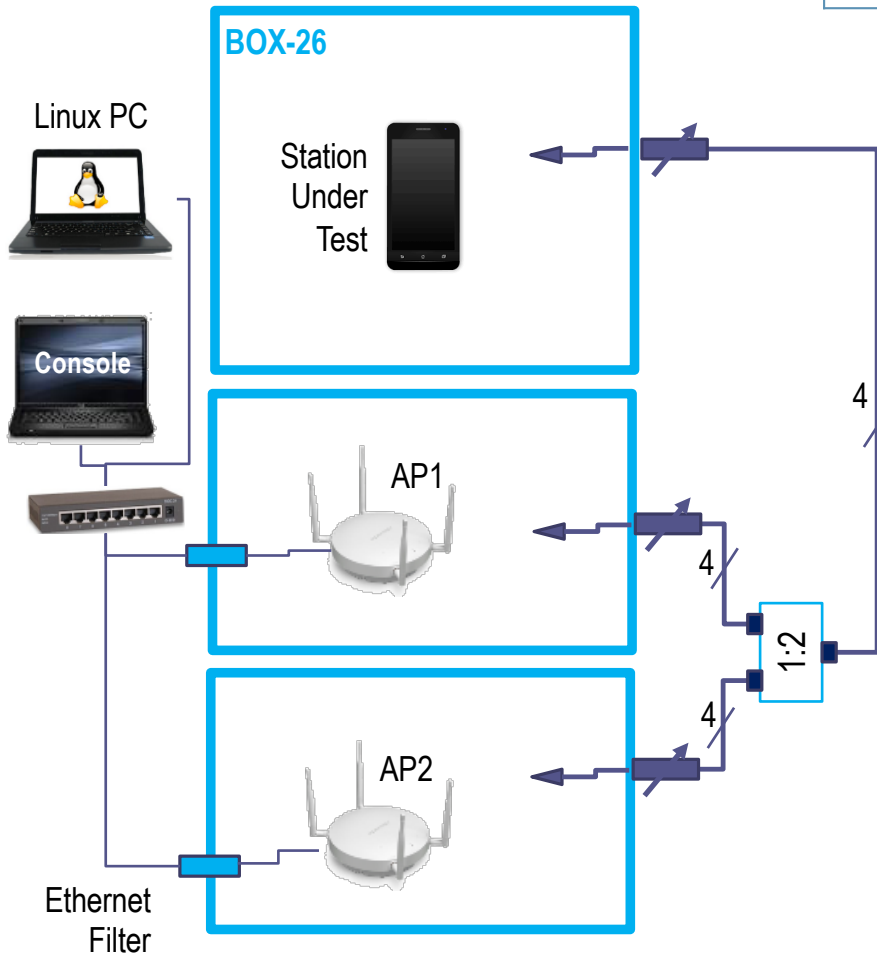 BOX-26
Linux PC
Station
Under
Test
Console
4
AP1
4
1:2
4
AP2
Ethernet
Filter